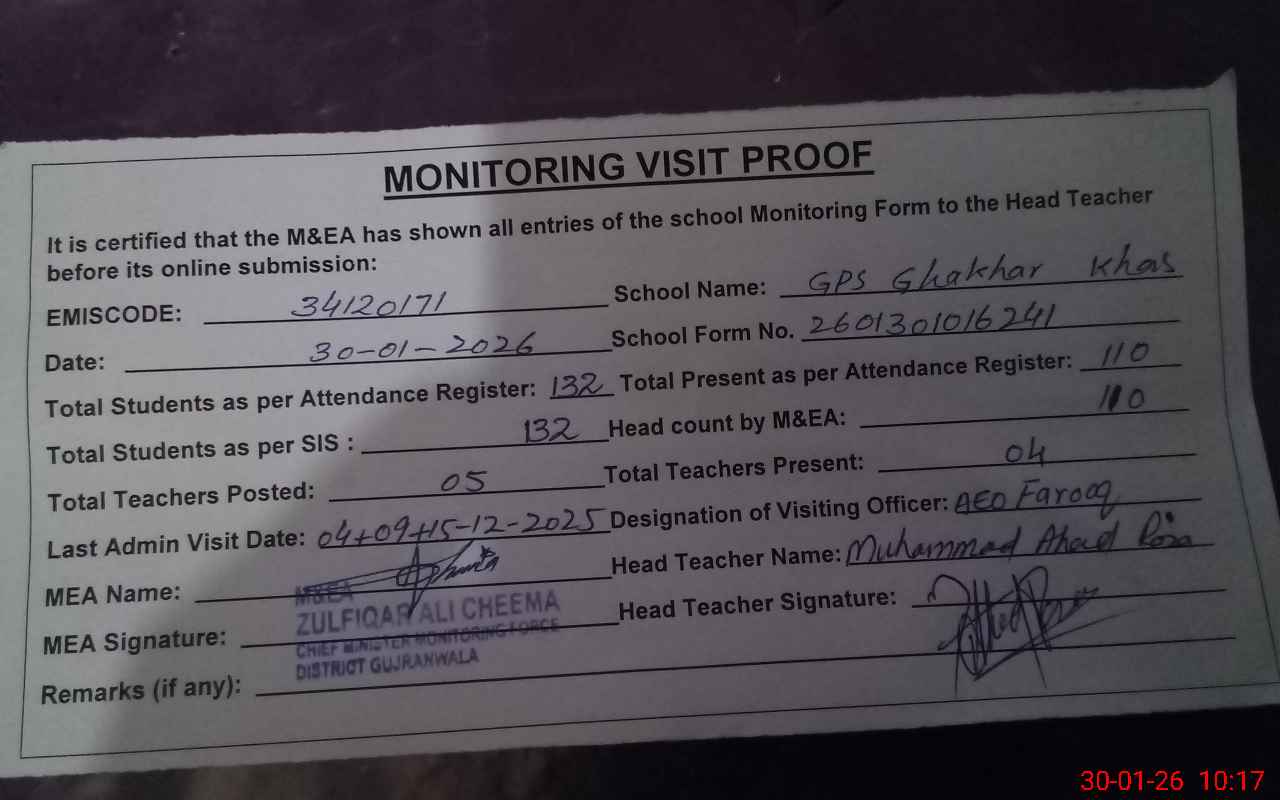 MONITORING VISIT PROOF
It is certified that the M&EA has shown all entries of the school Monitoring Form to the Head Teacher
before its online submission:
EMISCODE: 34120171 School Name: GPS Ghakhar Khas
Date: 30-01-2026 School Form No. 2601301016241
Total Students as per Attendance Register: 132 Total Present as per Attendance Register: 110
Total Students as per SIS : 132 Head count by M&EA: 110
Total Teachers Posted: 05 Total Teachers Present: 04
Last Admin Visit Date: 04+09+15-12-2025 Designation of Visiting Officer: AEO Farooq
MEA Name: Head Teacher Name: Muhammad Ahad Raza
M&EA
MEA Signature: ZULFIQAR ALI CHEEMA Head Teacher Signature:
CHIEF MINISTER MONITORING FORCE
DISTRICT GUJRANWALA
Remarks (if any):
30-01-26 10:17